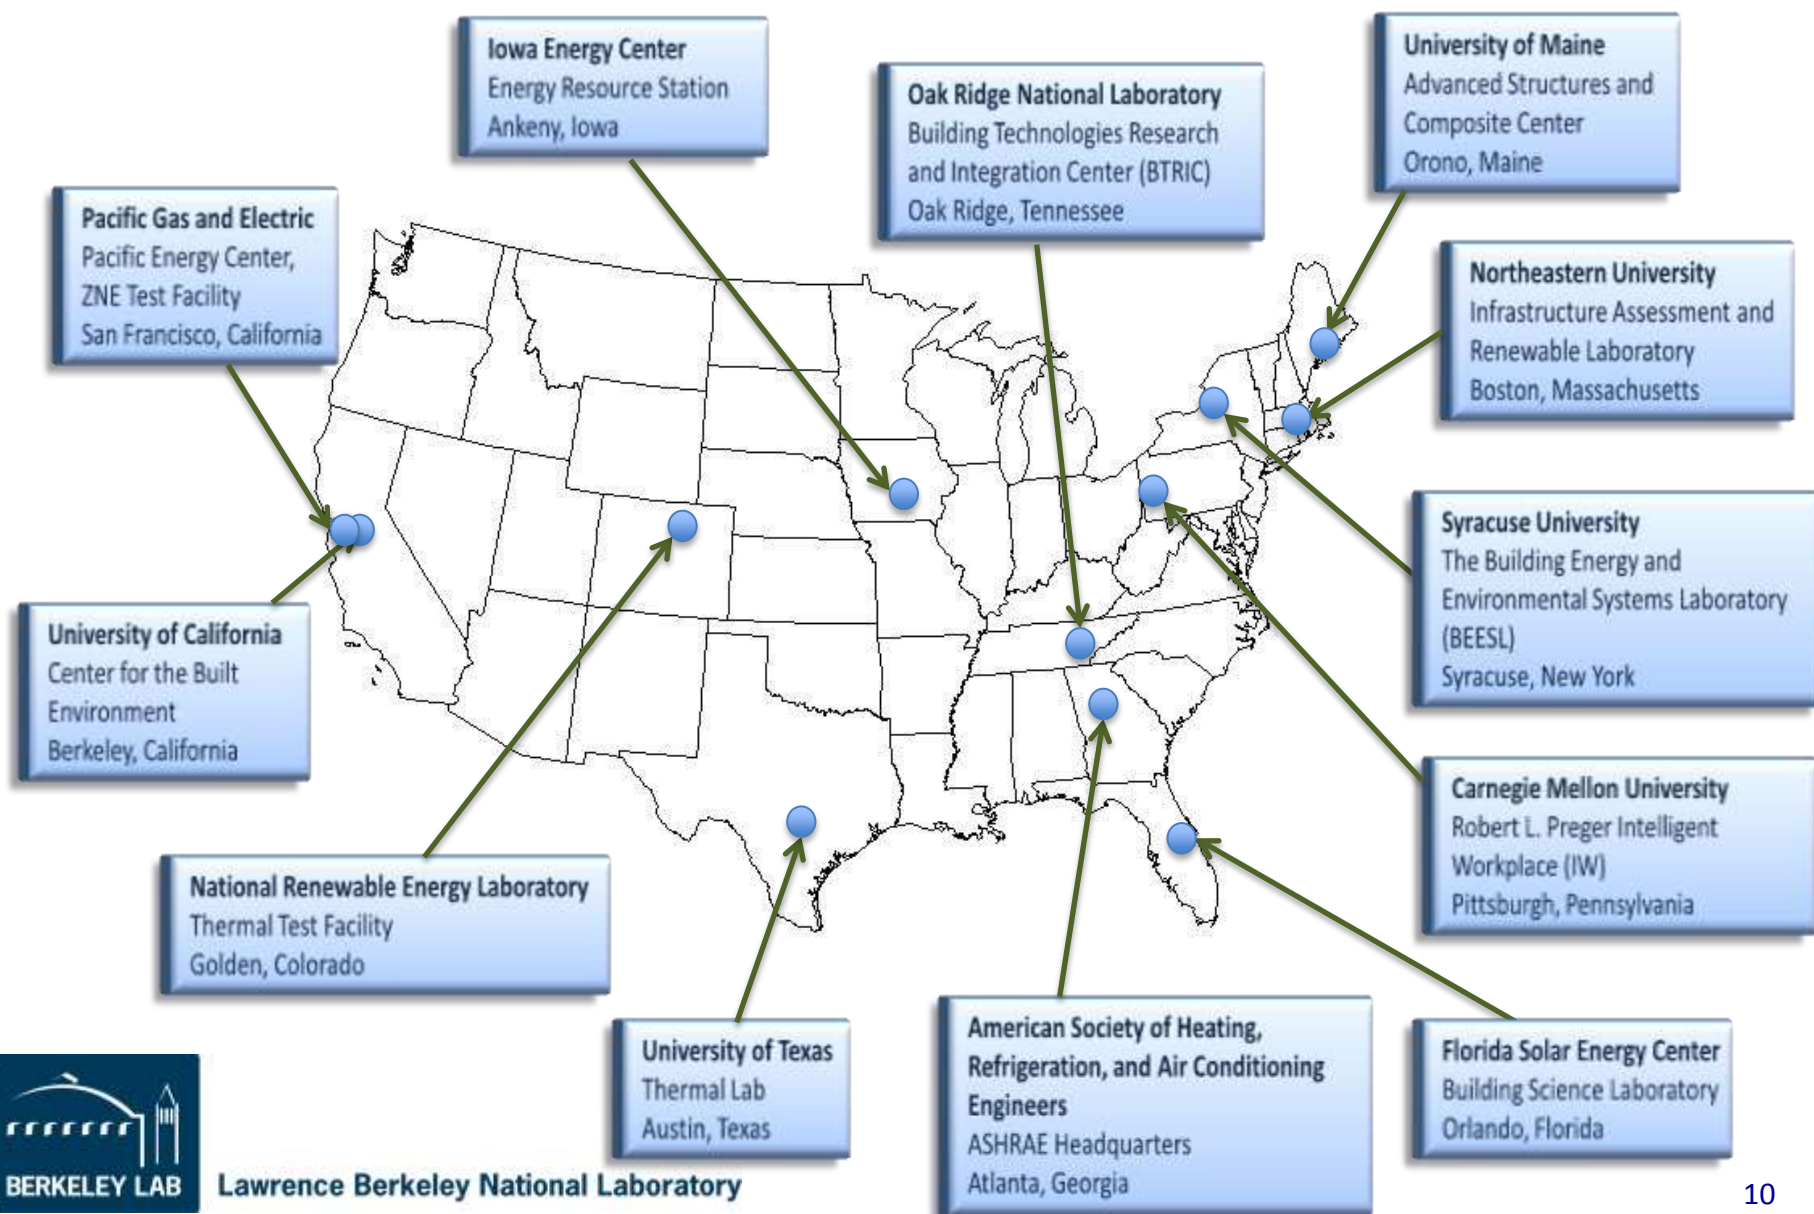 Iowa Energy Center
Energy Resource Station
Ankeny, Iowa
Oak Ridge National Laboratory
Building Technologies Research
and Integration Center (BTRIC)
Oak Ridge, Tennessee
University of Maine
Advanced Structures and
Composite Center
Orono, Maine
Pacific Gas and Electric
Pacific Energy Center,
ZNE Test Facility
San Francisco, California
Northeastern University
Infrastructure Assessment and
Renewable Laboratory
Boston, Massachusetts
Syracuse University
The Building Energy and
Environmental Systems Laboratory
(BEESL)
Syracuse, New York
University of California
Center for the Built
Environment
Berkeley, California
Carnegie Mellon University
Robert L. Preger Intelligent
Workplace (IW)
Pittsburgh, Pennsylvania
National Renewable Energy Laboratory
Thermal Test Facility
Golden, Colorado
University of Texas
Thermal Lab
Austin, Texas
American Society of Heating,
Refrigeration, and Air Conditioning
Engineers
ASHRAE Headquarters
Atlanta, Georgia
Florida Solar Energy Center
Building Science Laboratory
Orlando, Florida
BERKELEY LAB
Lawrence Berkeley National Laboratory
10